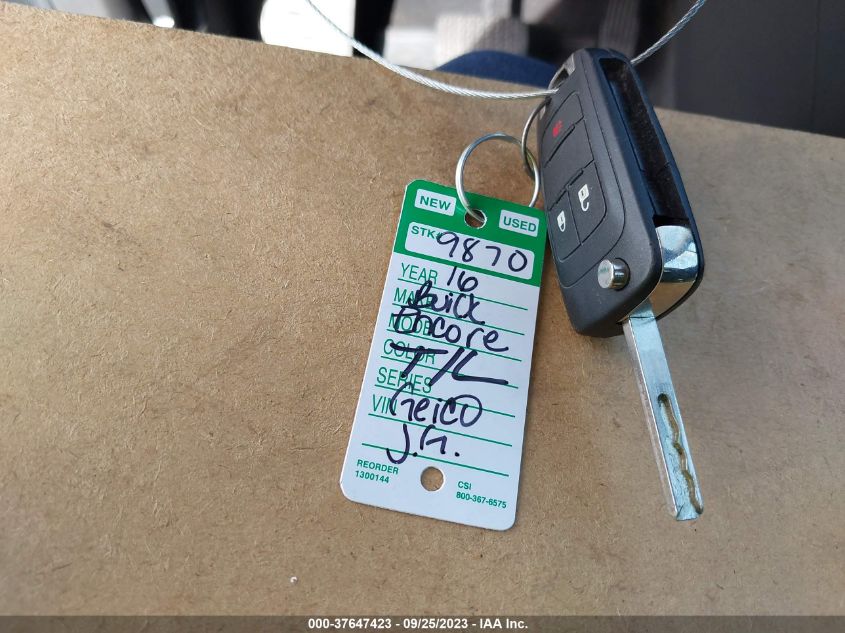 NEW USED
STK# 9870
YEAR 16
MAKE Buick
MODEL Encore
COLOR T/L
SERIES
VIN Geico
J.G.
REORDER
1300144
CSI
800-367-6575
000-37647423 - 09/25/2023 - IAA Inc.